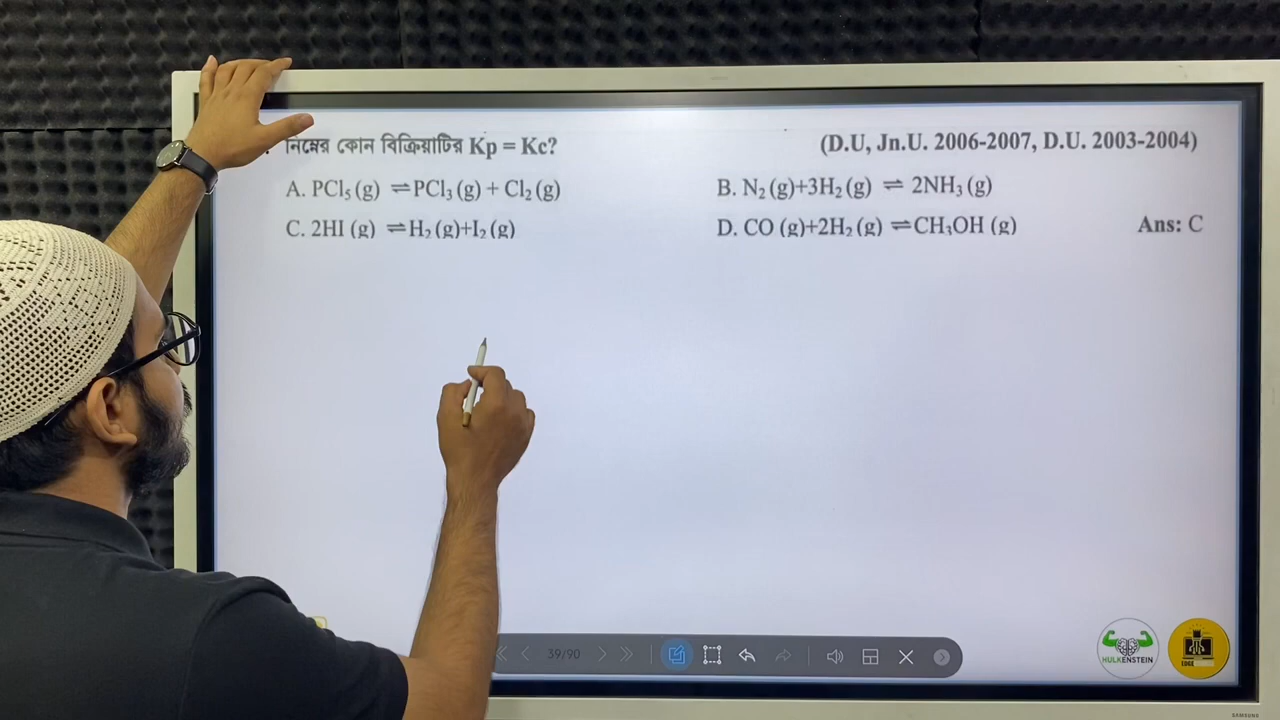 নিম্নের কোন বিক্রিয়াটির Kp = Kc? (D.U, Jn.U. 2006-2007, D.U. 2003-2004)
A. PCl₅ (g) ⇌ PCl₃ (g) + Cl₂ (g) B. N₂ (g)+3H₂ (g) ⇌ 2NH₃ (g)
C. 2HI (g) ⇌ H₂ (g)+I₂ (g) D. CO (g)+2H₂ (g) ⇌ CH₃OH (g) Ans: C
39/90
HULKENSTEIN
SAMSUNG